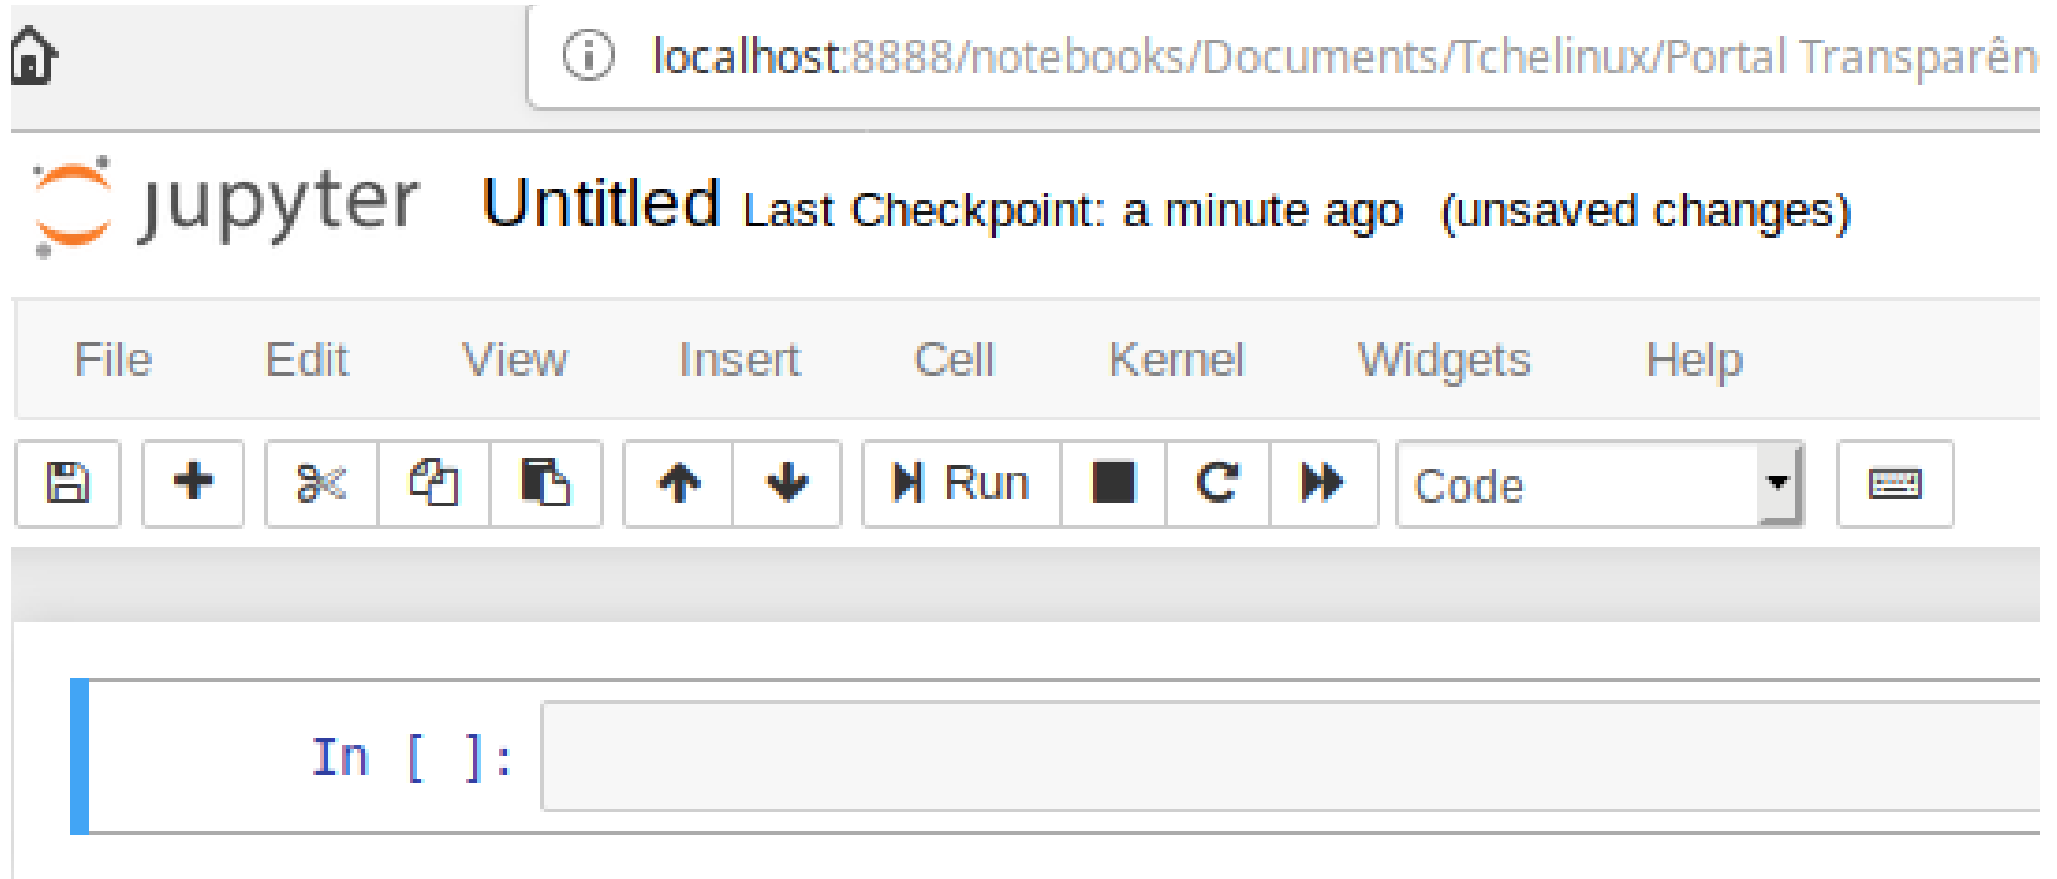 localhost:8888/notebooks/Documents/Tchelinux/Portal Transparên
jupyter Untitled Last Checkpoint: a minute ago (unsaved changes)
File Edit View Insert Cell Kernel Widgets Help
Run Code
In [ ]: